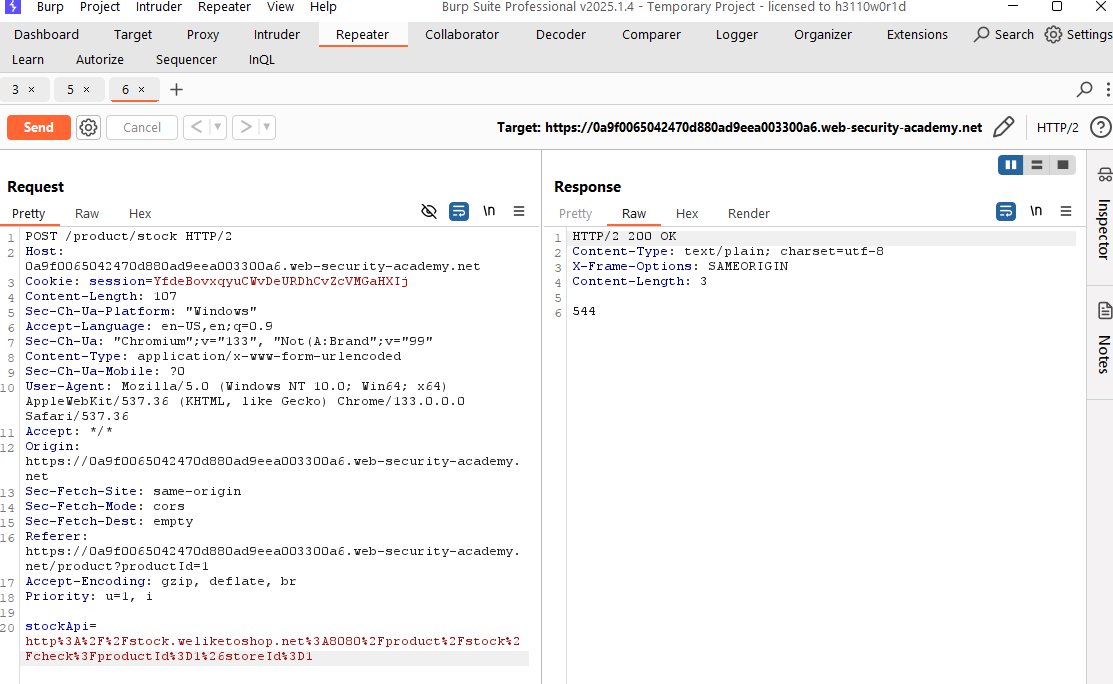 Burp Project Intruder Repeater View Help Burp Suite Professional v2025.1.4 - Temporary Project - licensed to h3110w0r1d
Dashboard Target Proxy Intruder Repeater Collaborator Decoder Comparer Logger Organizer Extensions Search Settings
Learn Autorize Sequencer InQL
3 × 5 × 6 × +
Send Cancel < > Target: https://0a9f0065042470d880ad9eea003300a6.web-security-academy.net HTTP/2 ?
Request
Pretty Raw Hex \n
1 POST /product/stock HTTP/2
2 Host:
0a9f0065042470d880ad9eea003300a6.web-security-academy.net
3 Cookie: session=YfdeBovxqyuCWvDeURDhCvZcVMGaHXIj
4 Content-Length: 107
5 Sec-Ch-Ua-Platform: "Windows"
6 Accept-Language: en-US,en;q=0.9
7 Sec-Ch-Ua: "Chromium";v="133", "Not(A:Brand";v="99"
8 Content-Type: application/x-www-form-urlencoded
9 Sec-Ch-Ua-Mobile: ?0
10 User-Agent: Mozilla/5.0 (Windows NT 10.0; Win64; x64)
AppleWebKit/537.36 (KHTML, like Gecko) Chrome/133.0.0.0
Safari/537.36
11 Accept: */*
12 Origin:
https://0a9f0065042470d880ad9eea003300a6.web-security-academy.
net
13 Sec-Fetch-Site: same-origin
14 Sec-Fetch-Mode: cors
15 Sec-Fetch-Dest: empty
16 Referer:
https://0a9f0065042470d880ad9eea003300a6.web-security-academy.
net/product?productId=1
17 Accept-Encoding: gzip, deflate, br
18 Priority: u=1, i
19
20 stockApi=
http%3A%2F%2Fstock.weliketoshop.net%3A8080%2Fproduct%2Fstock%2
Fcheck%3FproductId%3D1%26storeId%3D1
Response
Pretty Raw Hex Render \n
1 HTTP/2 200 OK
2 Content-Type: text/plain; charset=utf-8
3 X-Frame-Options: SAMEORIGIN
4 Content-Length: 3
5
6 544
Inspector
Notes